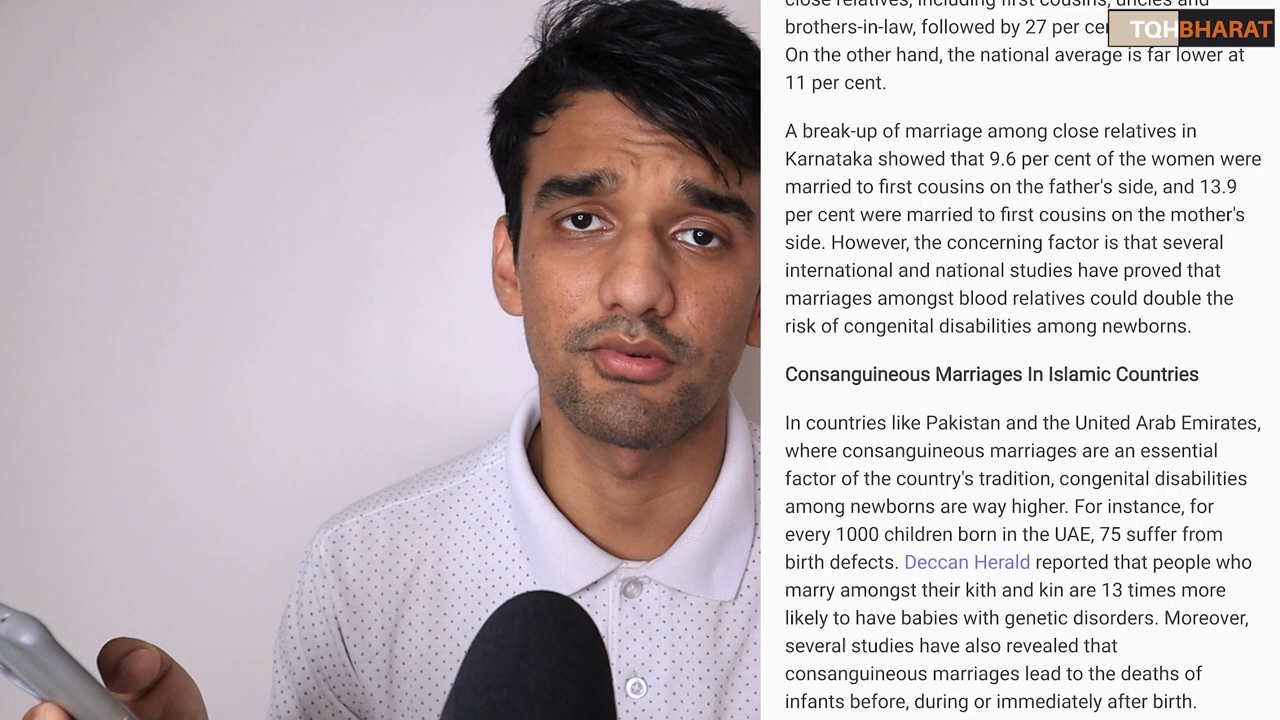 close relatives, including first cousins, uncles and
TQHBHARAT
brothers-in-law, followed by 27 per
On the other hand, the national average is far lower at
11 per cent.
A break-up of marriage among close relatives in
Karnataka showed that 9.6 per cent of the women were
married to first cousins on the father's side, and 13.9
per cent were married to first cousins on the mother's
side. However, the concerning factor is that several
international and national studies have proved that
marriages amongst blood relatives could double the
risk of congenital disabilities among newborns.
Consanguineous Marriages In Islamic Countries
In countries like Pakistan and the United Arab Emirates,
where consanguineous marriages are an essential
factor of the country's tradition, congenital disabilities
among newborns are way higher. For instance, for
every 1000 children born in the UAE, 75 suffer from
birth defects. Deccan Herald reported that people who
marry amongst their kith and kin are 13 times more
likely to have babies with genetic disorders. Moreover,
several studies have also revealed that
consanguineous marriages lead to the deaths of
infants before, during or immediately after birth.